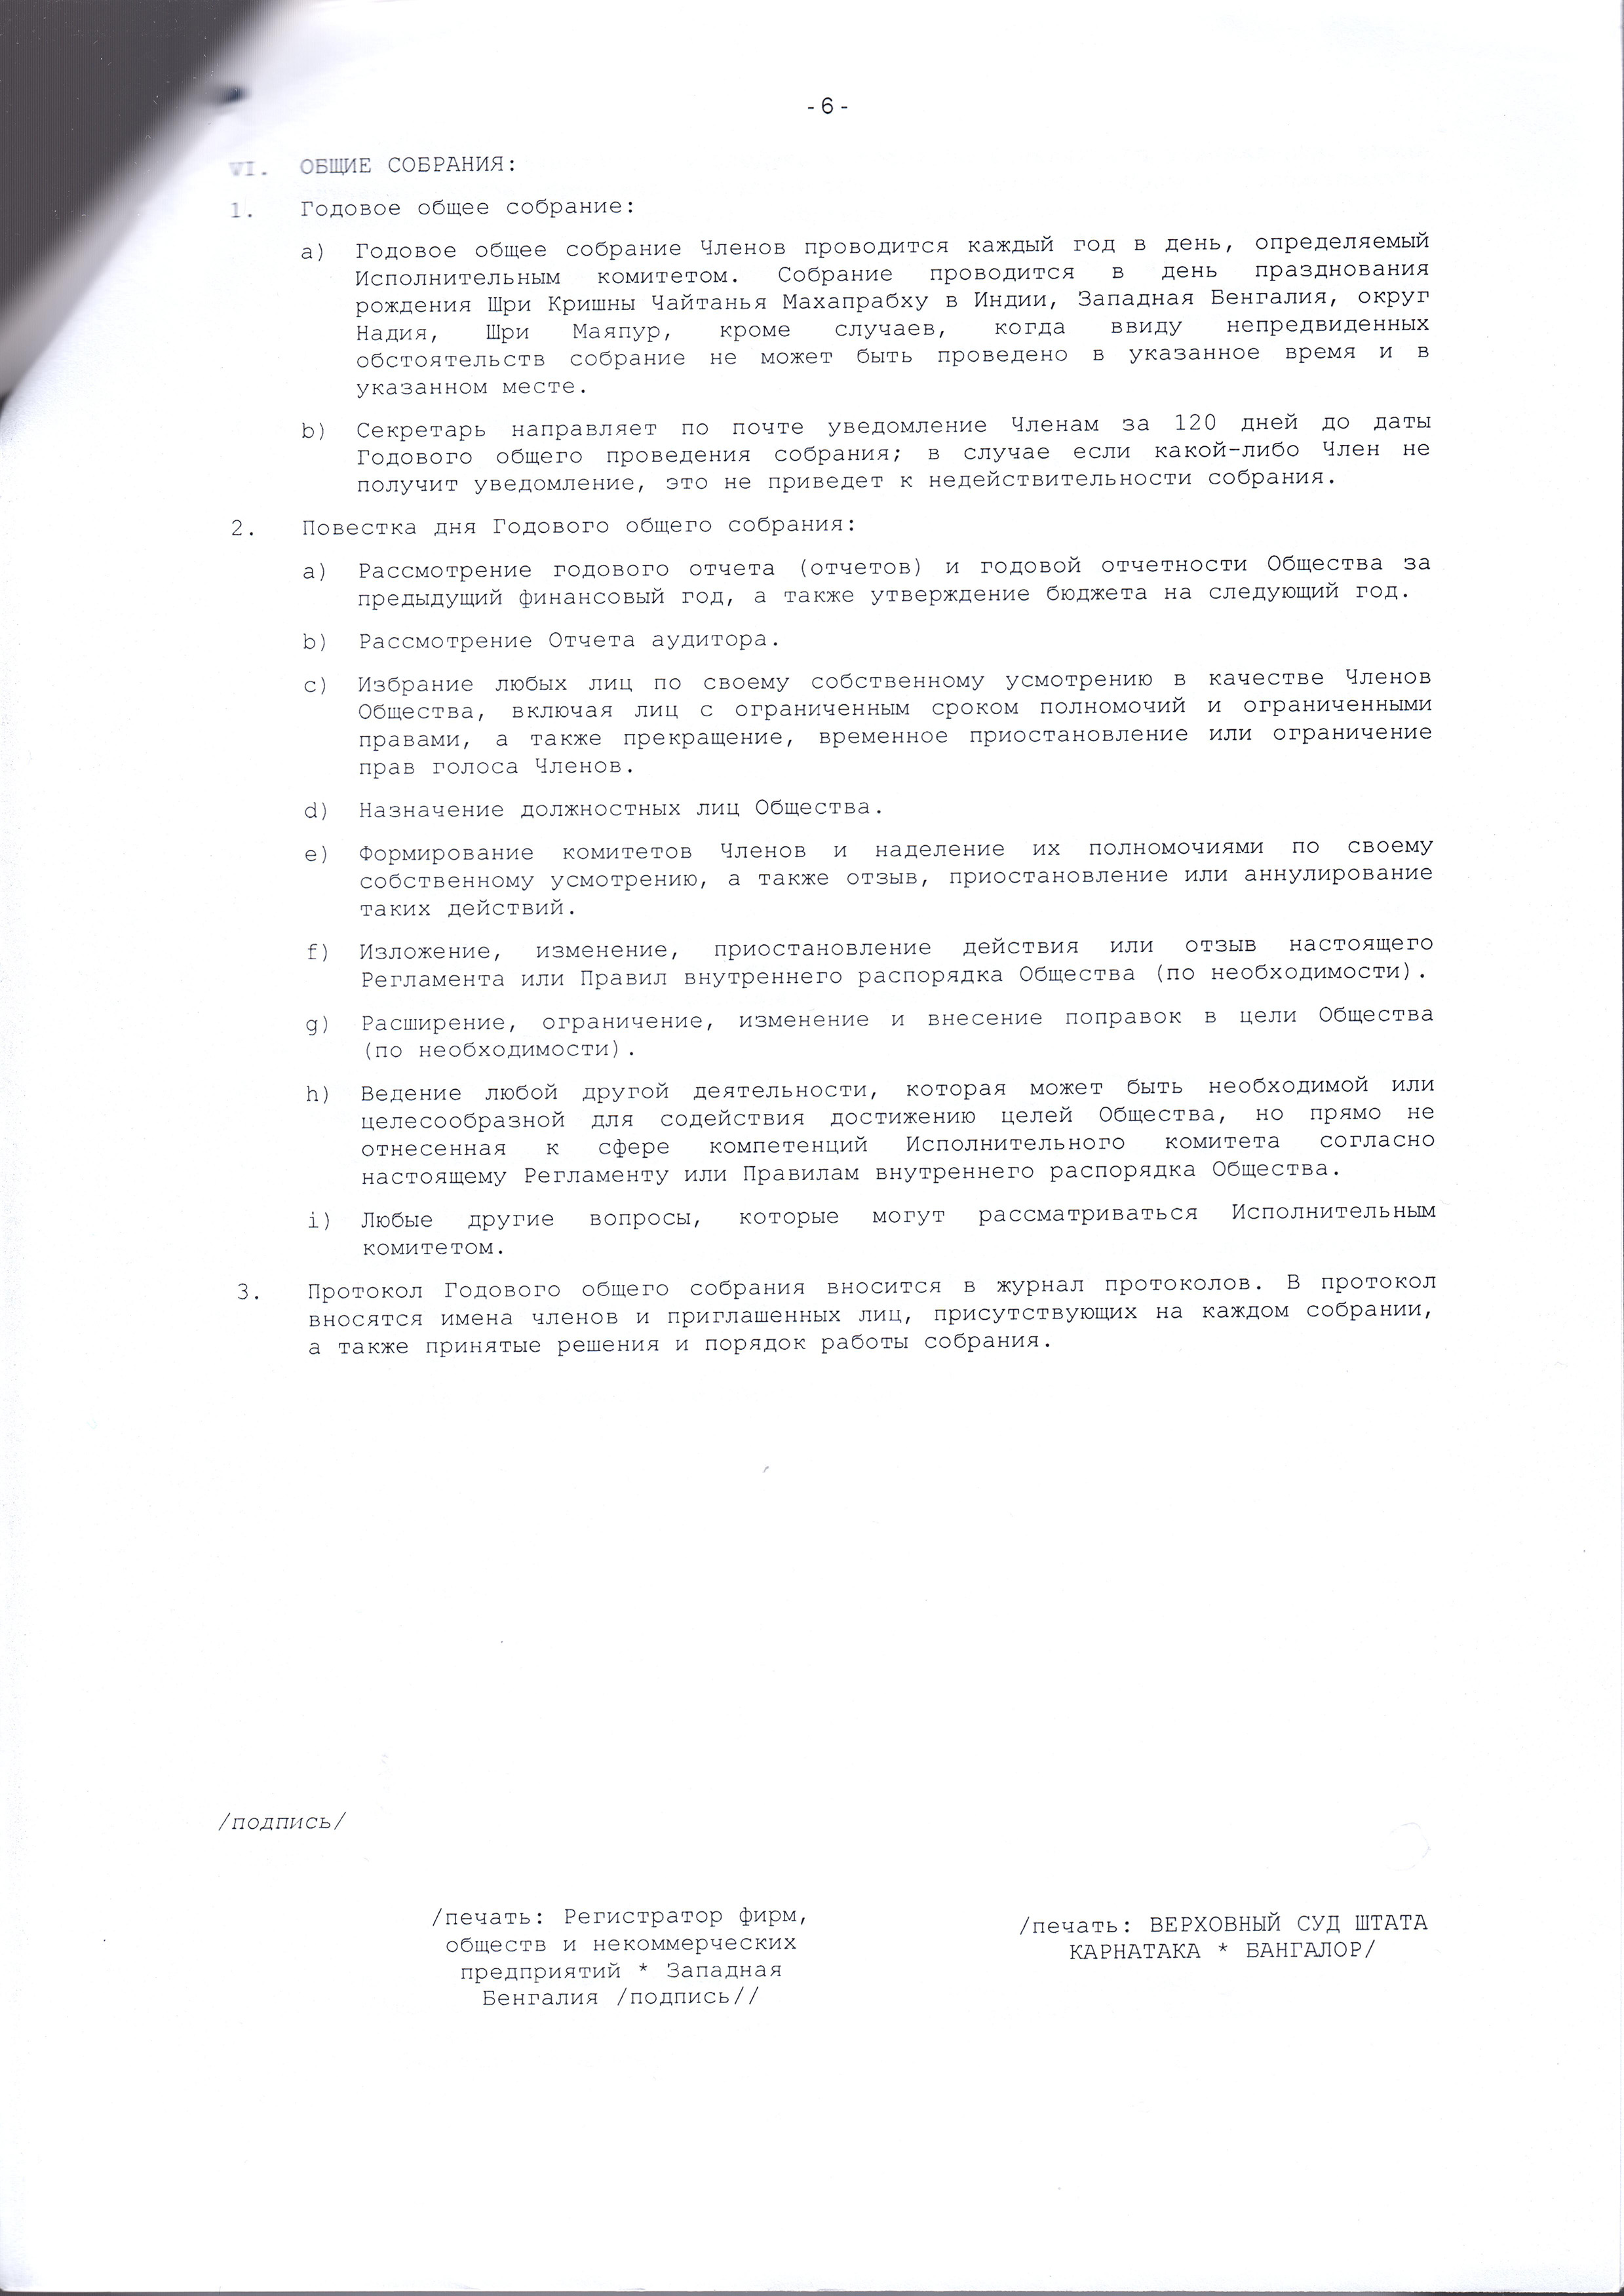 -6-
VI. ОБЩИЕ СОБРАНИЯ:
1. Годовое общее собрание:
a) Годовое общее собрание Членов проводится каждый год в день, определяемый
Исполнительным комитетом. Собрание проводится в день празднования
рождения Шри Кришны Чайтанья Махапрабху в Индии, Западная Бенгалия, округ
Надия, Шри Маяпур, кроме случаев, когда ввиду непредвиденных
обстоятельств собрание не может быть проведено в указанное время и в
указанном месте.
b) Секретарь направляет по почте уведомление Членам за 120 дней до даты
Годового общего проведения собрания; в случае если какой-либо Член не
получит уведомление, это не приведет к недействительности собрания.
2. Повестка дня Годового общего собрания:
a) Рассмотрение годового отчета (отчетов) и годовой отчетности Общества за
предыдущий финансовый год, а также утверждение бюджета на следующий год.
b) Рассмотрение Отчета аудитора.
c) Избрание любых лиц по своему собственному усмотрению в качестве Членов
Общества, включая лиц с ограниченным сроком полномочий и ограниченными
правами, а также прекращение, временное приостановление или ограничение
прав голоса Членов.
d) Назначение должностных лиц Общества.
e) Формирование комитетов Членов и наделение их полномочиями по своему
собственному усмотрению, а также отзыв, приостановление или аннулирование
таких действий.
f) Изложение, изменение, приостановление действия или отзыв настоящего
Регламента или Правил внутреннего распорядка Общества (по необходимости).
g) Расширение, ограничение, изменение и внесение поправок в цели Общества
(по необходимости).
h) Ведение любой другой деятельности, которая может быть необходимой или
целесообразной для содействия достижению целей Общества, но прямо не
отнесенная к сфере компетенций Исполнительного комитета согласно
настоящему Регламенту или Правилам внутреннего распорядка Общества.
i) Любые другие вопросы, которые могут рассматриваться Исполнительным
комитетом.
3. Протокол Годового общего собрания вносится в журнал протоколов. В протокол
вносятся имена членов и приглашенных лиц, присутствующих на каждом собрании,
а также принятые решения и порядок работы собрания.
/подпись/
/печать: Регистратор фирм,
обществ и некоммерческих
предприятий * Западная
Бенгалия /подпись//
/печать: ВЕРХОВНЫЙ СУД ШТАТА
КАРНАТАКА * БАНГАЛОР/